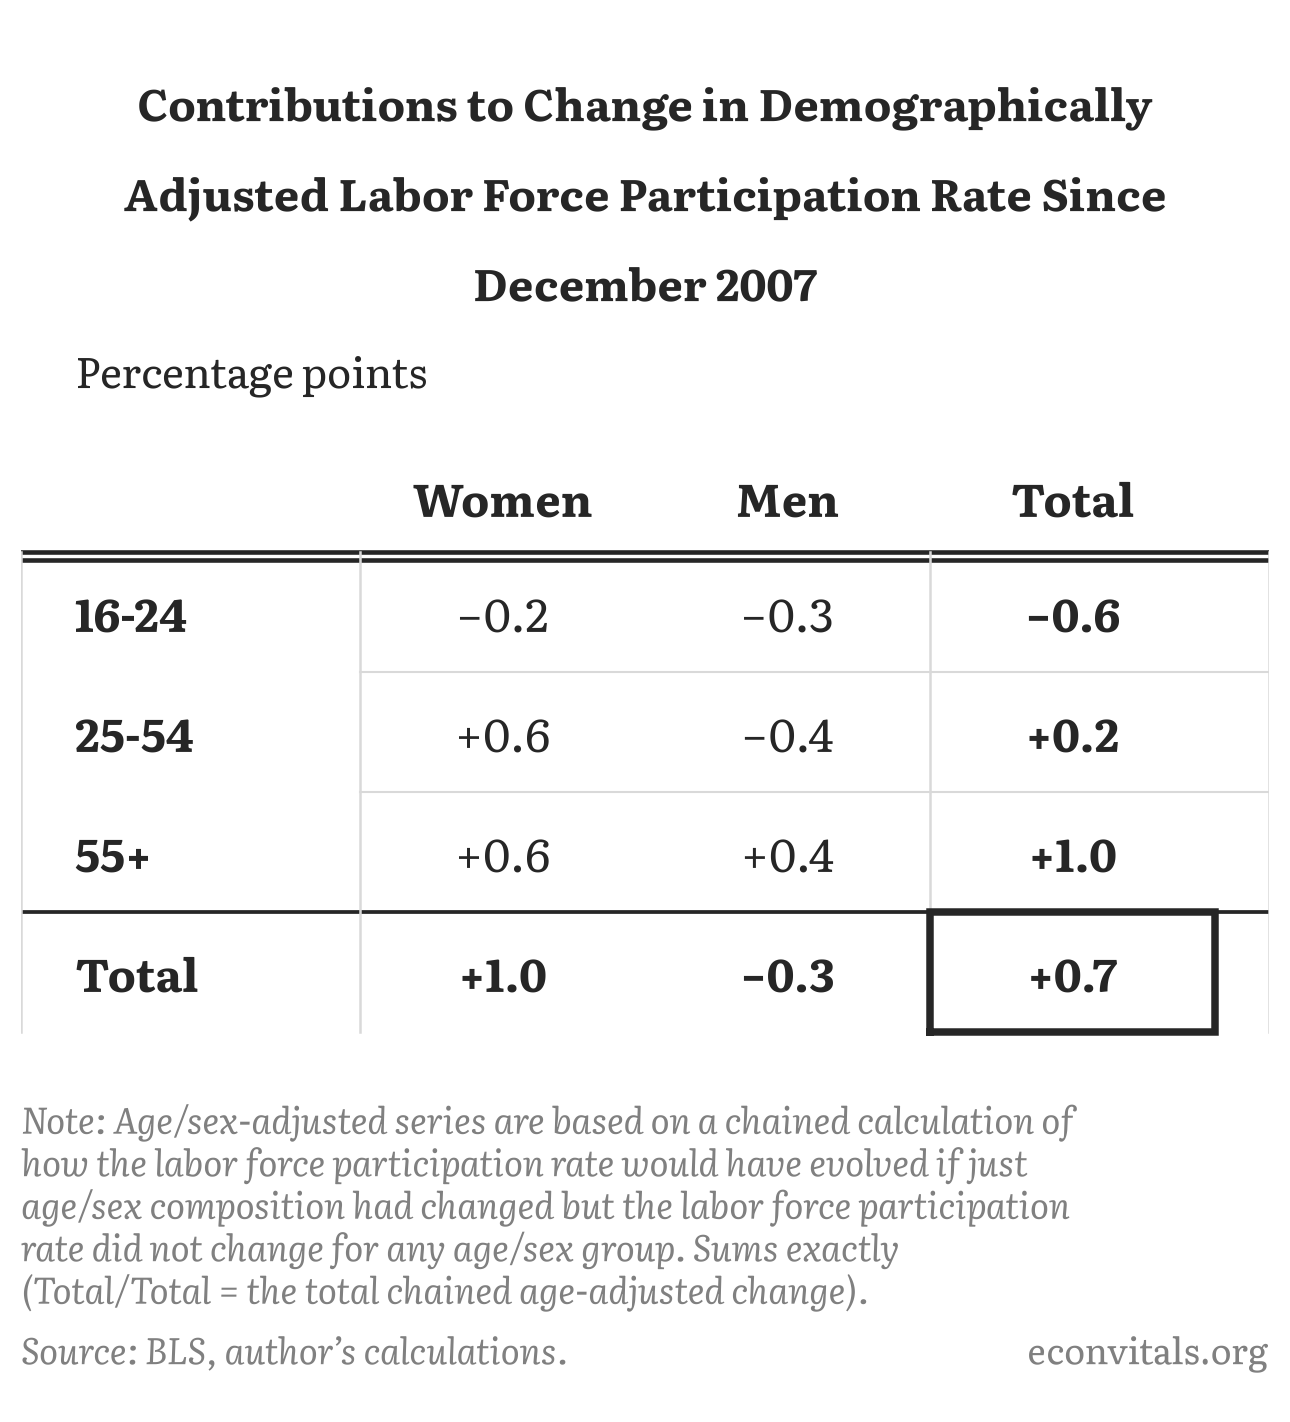 Contributions to Change in Demographically
Adjusted Labor Force Participation Rate Since
December 2007
Percentage points
Women Men Total
16-24 −0.2 −0.3 −0.6
25-54 +0.6 −0.4 +0.2
55+ +0.6 +0.4 +1.0
Total +1.0 −0.3 +0.7
Note: Age/sex-adjusted series are based on a chained calculation of
how the labor force participation rate would have evolved if just
age/sex composition had changed but the labor force participation
rate did not change for any age/sex group. Sums exactly
(Total/Total = the total chained age-adjusted change).
Source: BLS, author’s calculations. econvitals.org